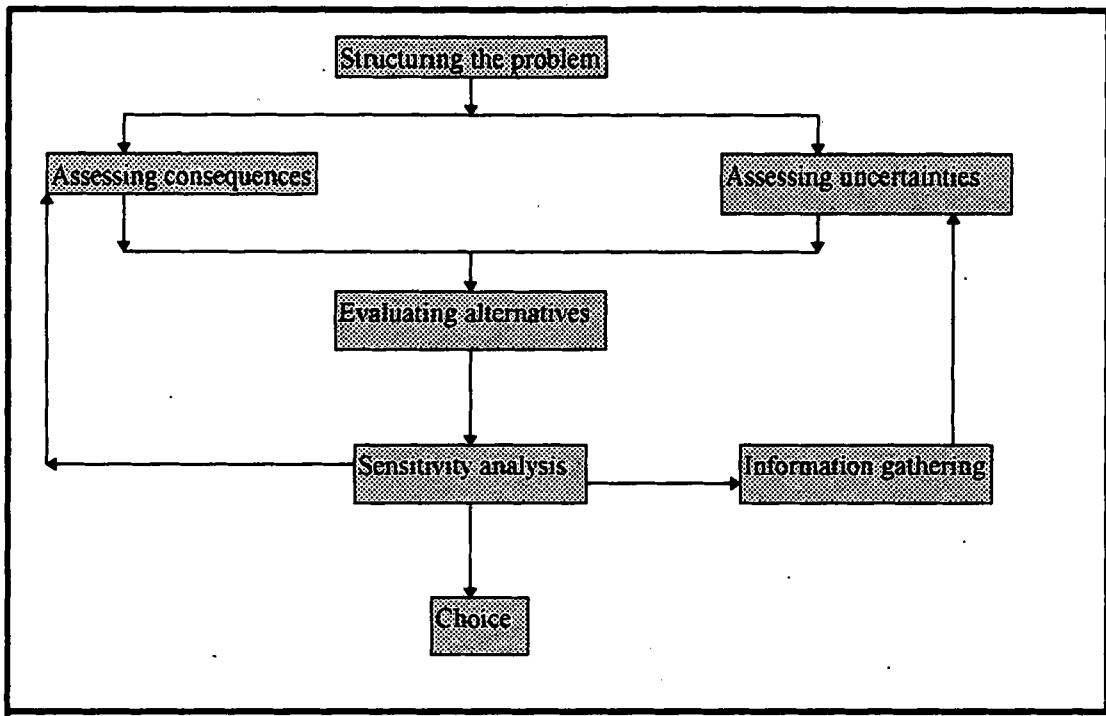 Structuring the problem
Assessing consequences
Assessing uncertainties
Evaluating alternatives
Sensitivity analysis
Information gathering
Choice